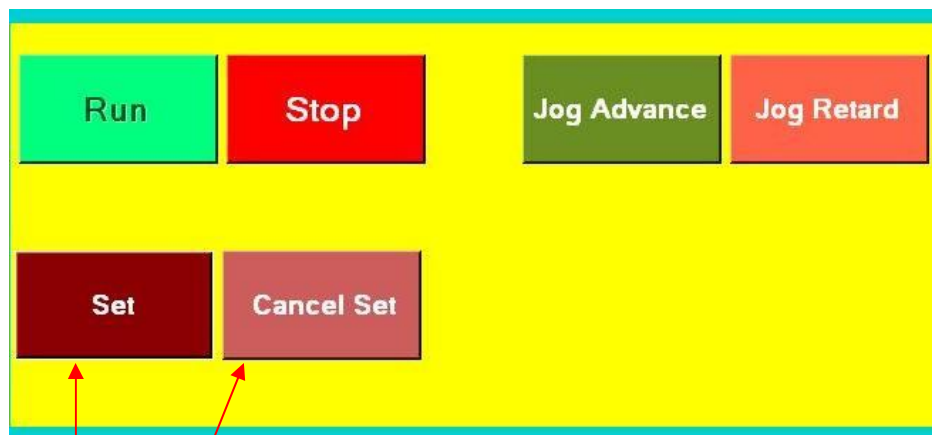 Run
Stop
Jog Advance
Jog Retard
Set
Cancel Set